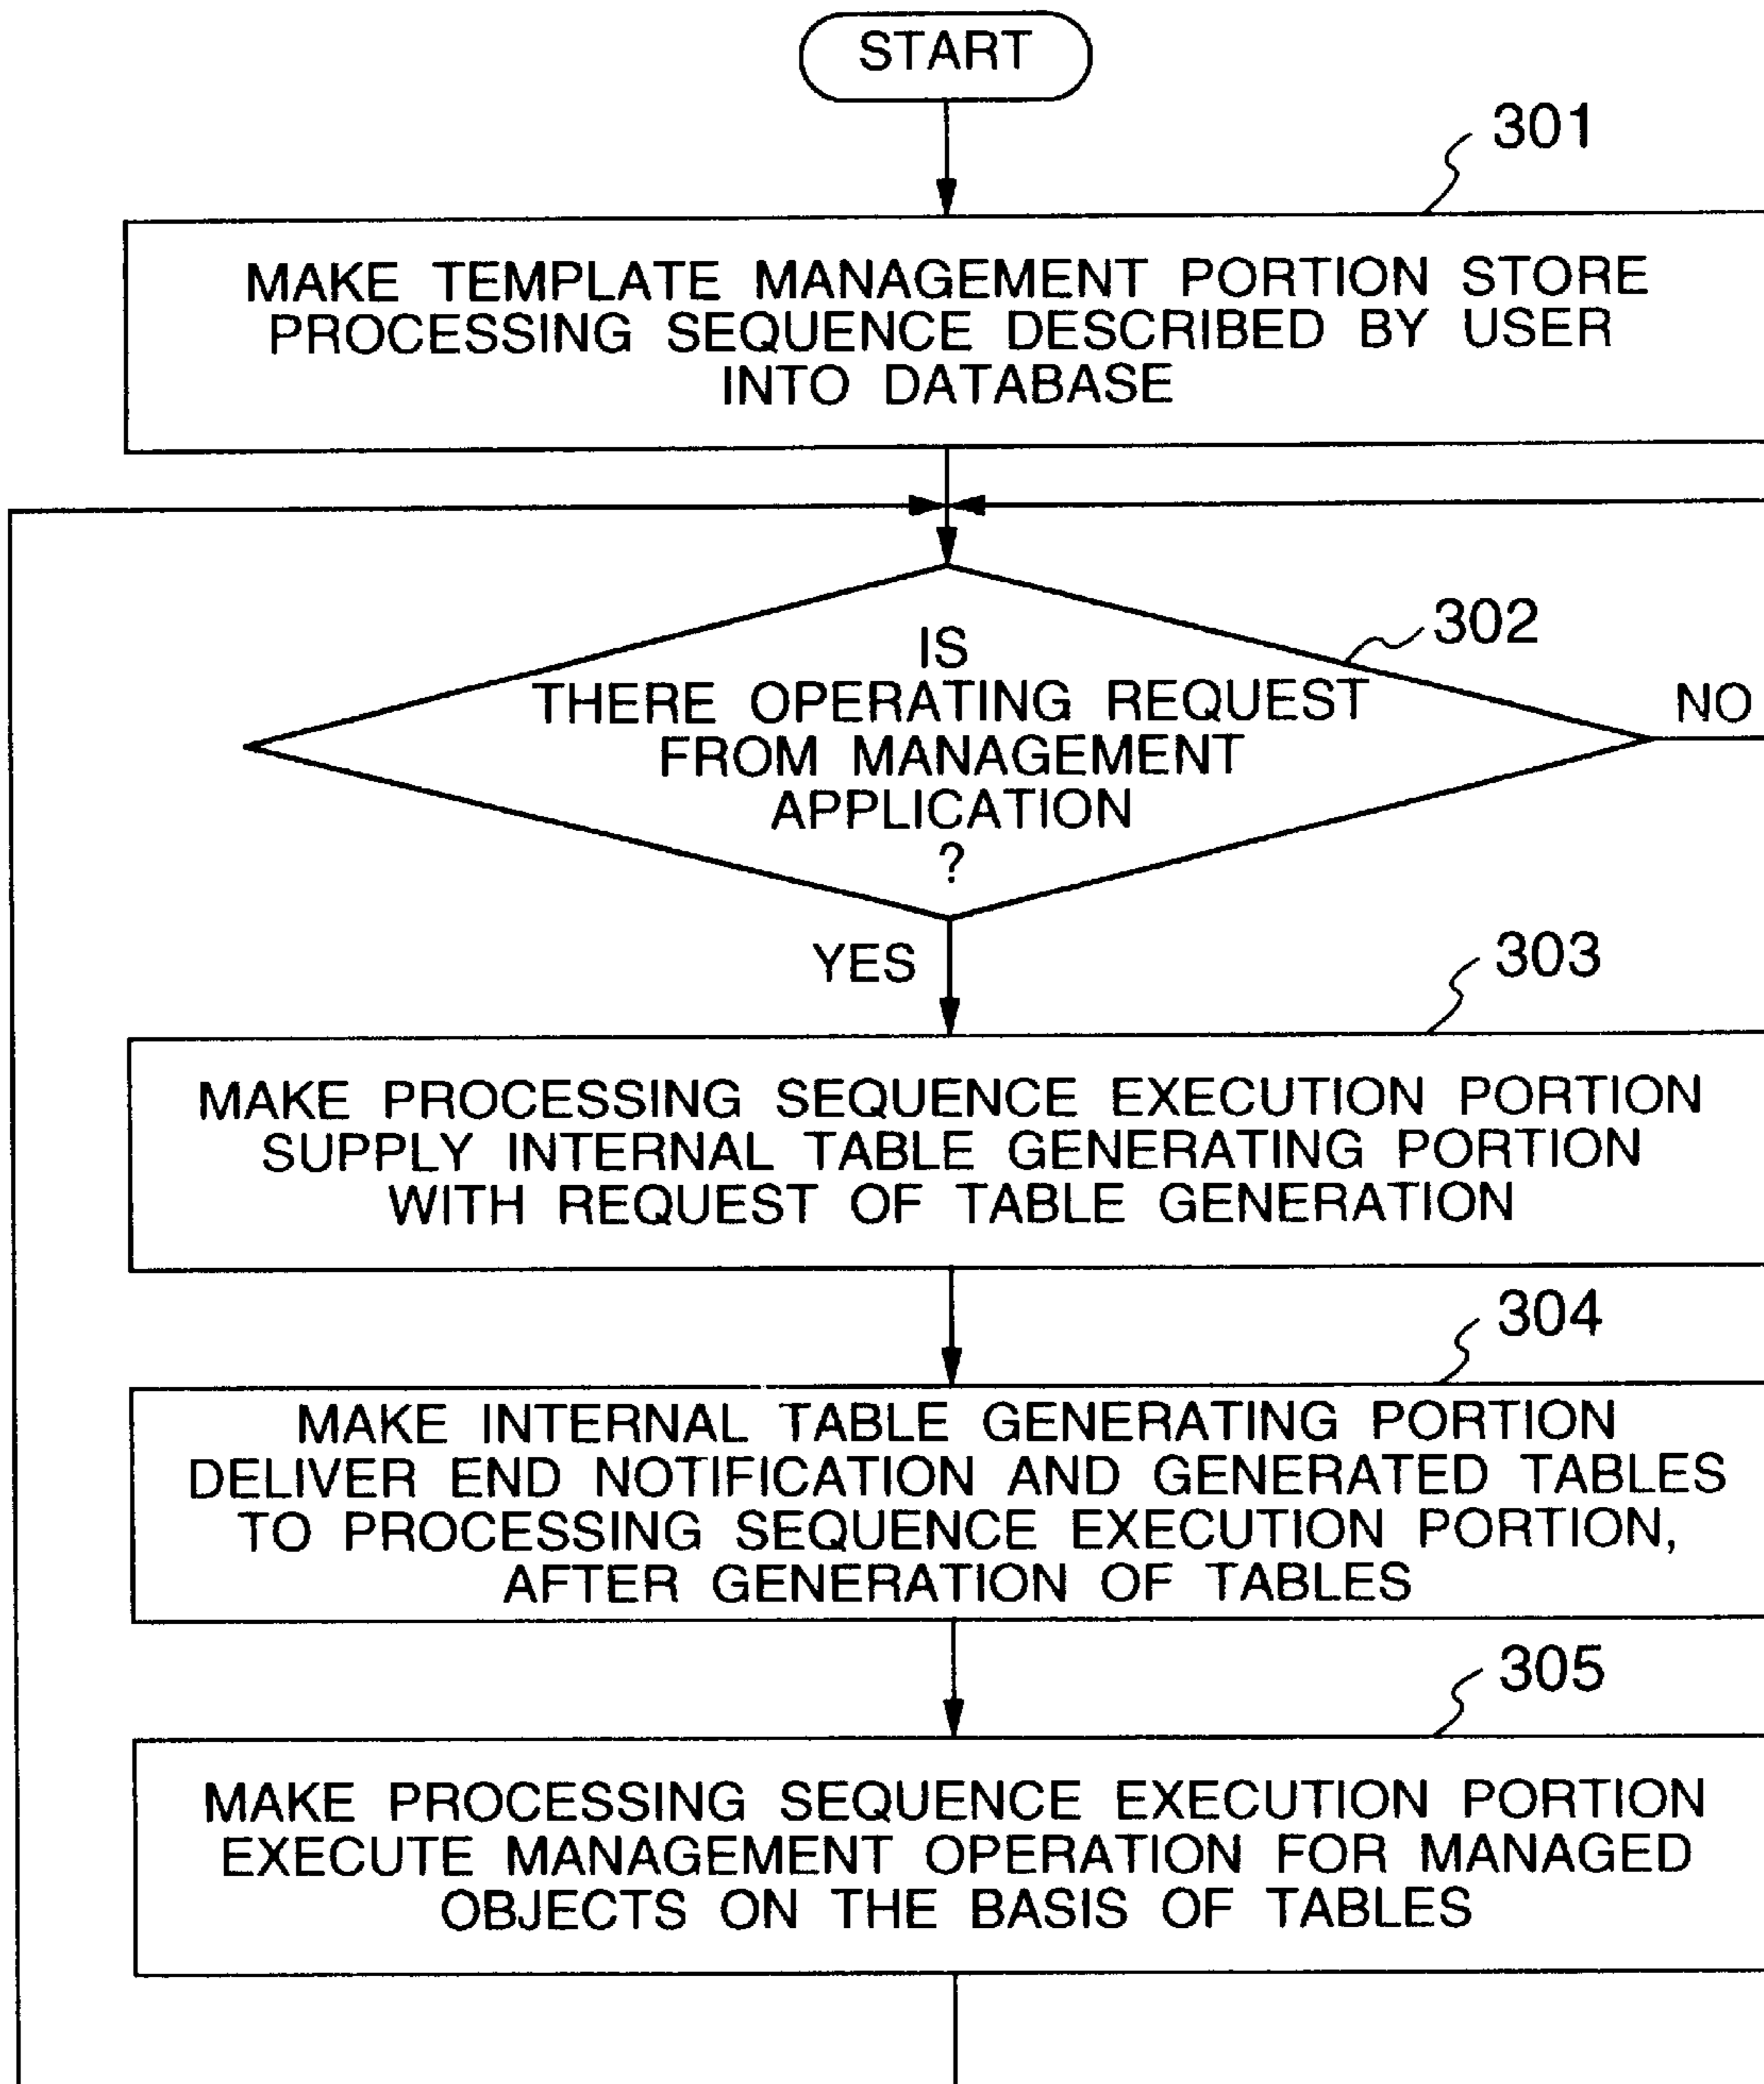 START
301
MAKE TEMPLATE MANAGEMENT PORTION STORE
PROCESSING SEQUENCE DESCRIBED BY USER
INTO DATABASE
302
IS
THERE OPERATING REQUEST
FROM MANAGEMENT
APPLICATION
?
NO
YES
303
MAKE PROCESSING SEQUENCE EXECUTION PORTION
SUPPLY INTERNAL TABLE GENERATING PORTION
WITH REQUEST OF TABLE GENERATION
304
MAKE INTERNAL TABLE GENERATING PORTION
DELIVER END NOTIFICATION AND GENERATED TABLES
TO PROCESSING SEQUENCE EXECUTION PORTION,
AFTER GENERATION OF TABLES
305
MAKE PROCESSING SEQUENCE EXECUTION PORTION
EXECUTE MANAGEMENT OPERATION FOR MANAGED
OBJECTS ON THE BASIS OF TABLES